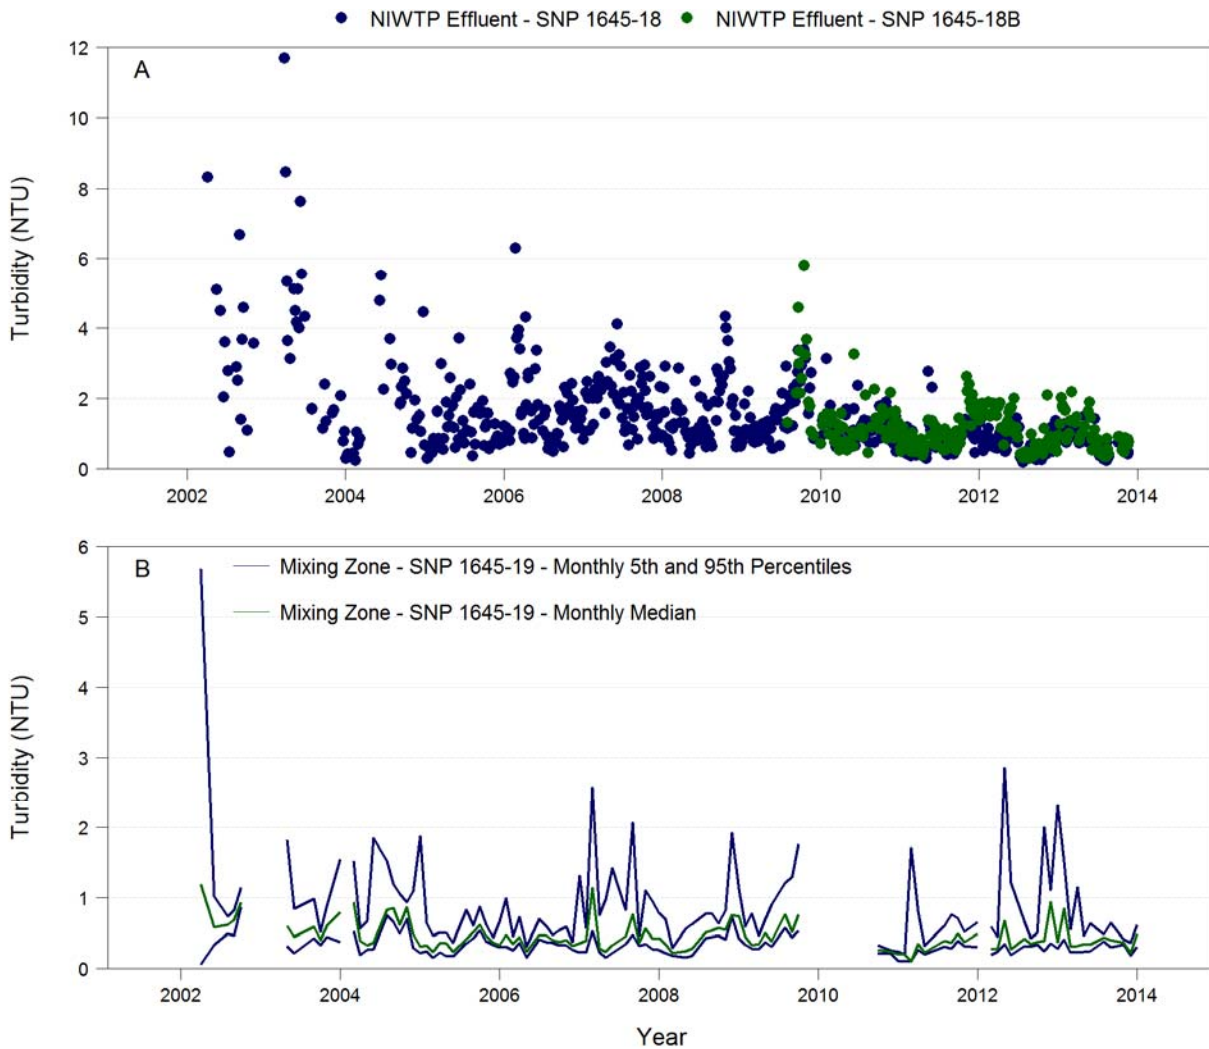 NIWTP Effluent - SNP 1645-18 NIWTP Effluent - SNP 1645-18B
A
12
10
8
6
4
2
0
Turbidity (NTU)
2002 2004 2006 2008 2010 2012 2014
B
Mixing Zone - SNP 1645-19 - Monthly 5th and 95th Percentiles
Mixing Zone - SNP 1645-19 - Monthly Median
6
5
4
3
2
1
0
Turbidity (NTU)
2002 2004 2006 2008 2010 2012 2014
Year